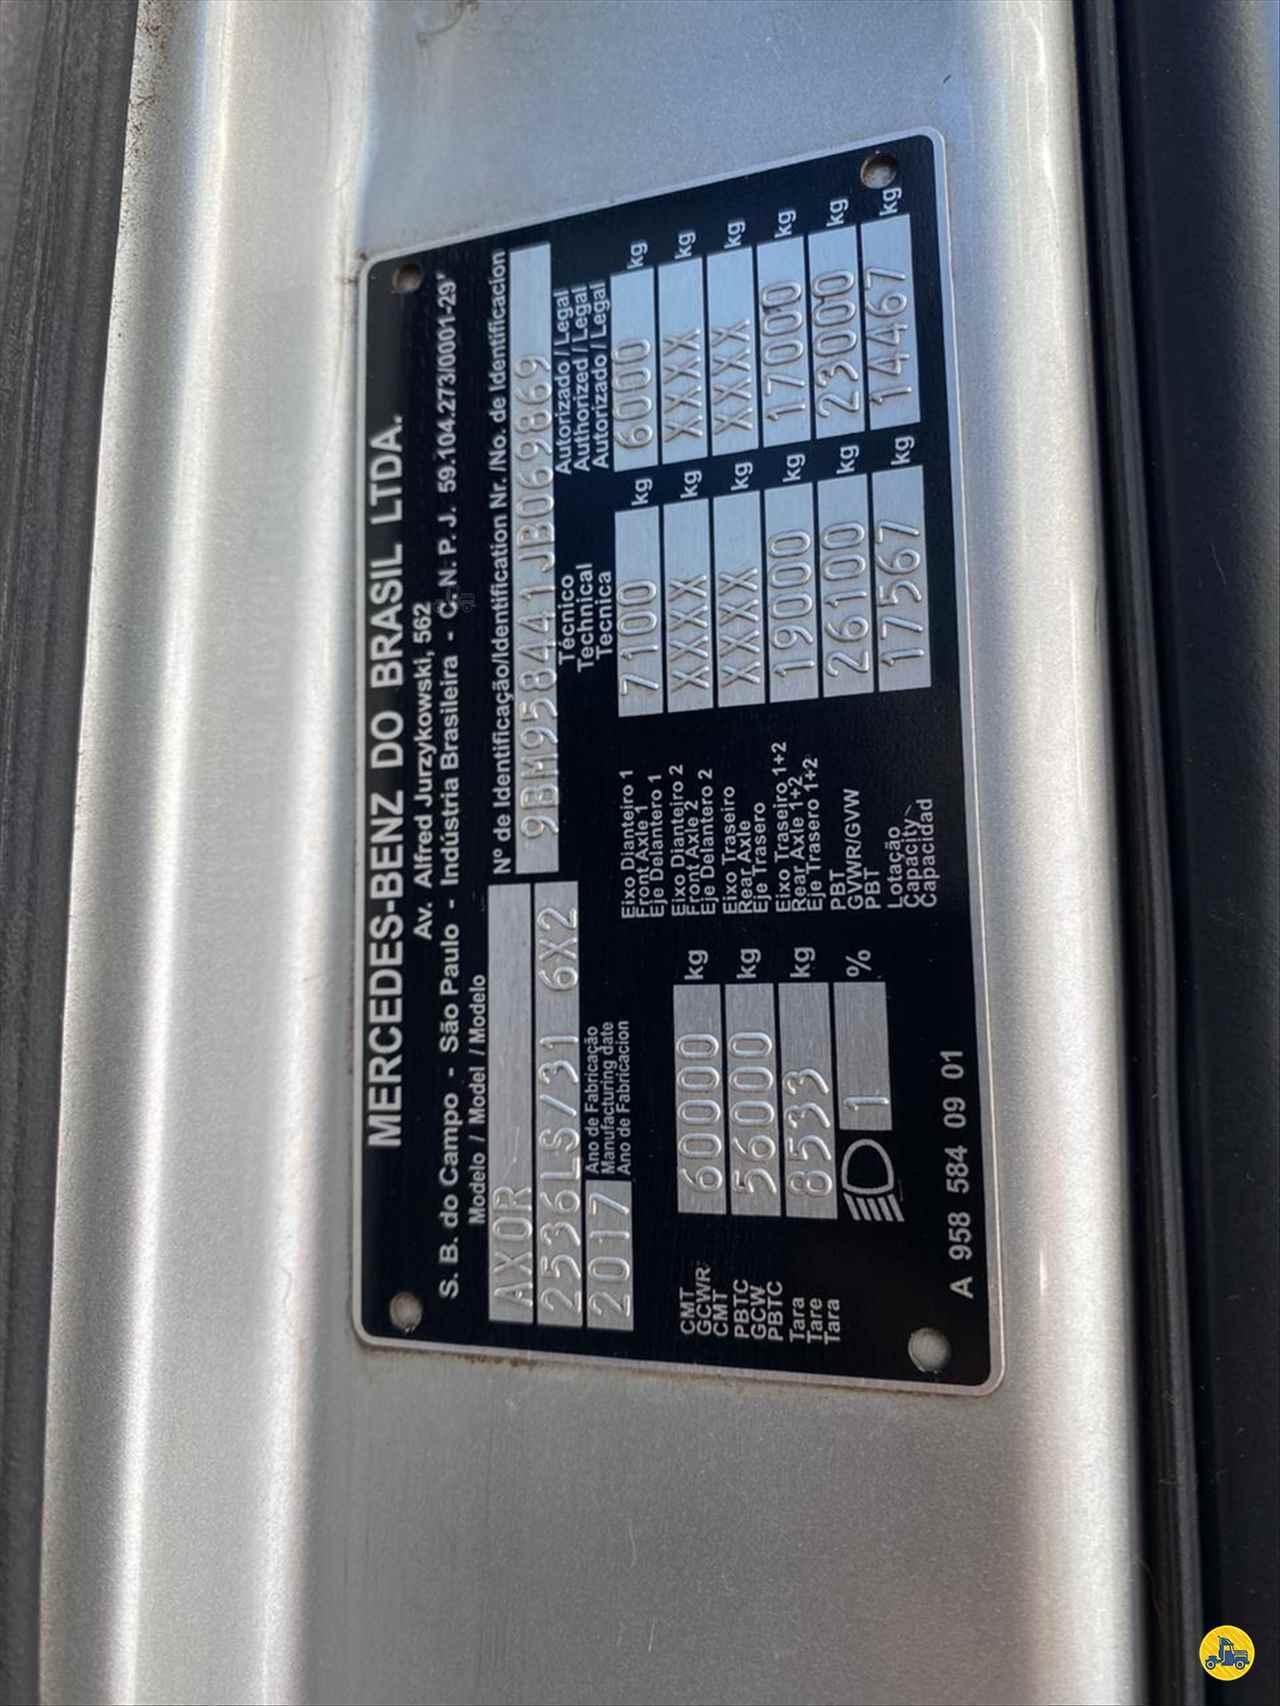 MERCEDES-BENZ DO BRASIL LTDA.
Av. Alfred Jurzykowski, 562
S. B. do Campo - São Paulo - Indústria Brasileira - C. N. P. J. 59.104.273/0001-29
Modelo / Model / Modelo
Nº de Identificação/Identification Nr./No. de Identificacion
AXOR
9BM958441JB069869
2536LS/31 6X2
2017
Ano de Fabricação
Manufacturing date
Ano de Fabricacion
Técnico
Technical
Tecnica
Autorizado / Legal
Authorized / Legal
Autorizado / Legal
Eixo Dianteiro 1
Front Axle 1
Eje Delantero 1
7100 kg 6000 kg
Eixo Dianteiro 2
Front Axle 2
Eje Delantero 2
XXXX kg XXXX kg
Eixo Traseiro
Rear Axle
Eje Trasero
XXXX kg XXXX kg
Eixo Traseiro 1+2
Rear Axle 1+2
Eje Trasero 1+2
19000 kg 17000 kg
PBT
GVWR/GVW
PBT
26100 kg 23000 kg
Lotação
Capacity
Capacidad
17567 kg 14467 kg
CMT
GCWR
CMT
60000 kg
PBTC
GCW
PBTC
56000 kg
Tara
Tare
Tara
8533 kg
1 %
A 958 584 09 01